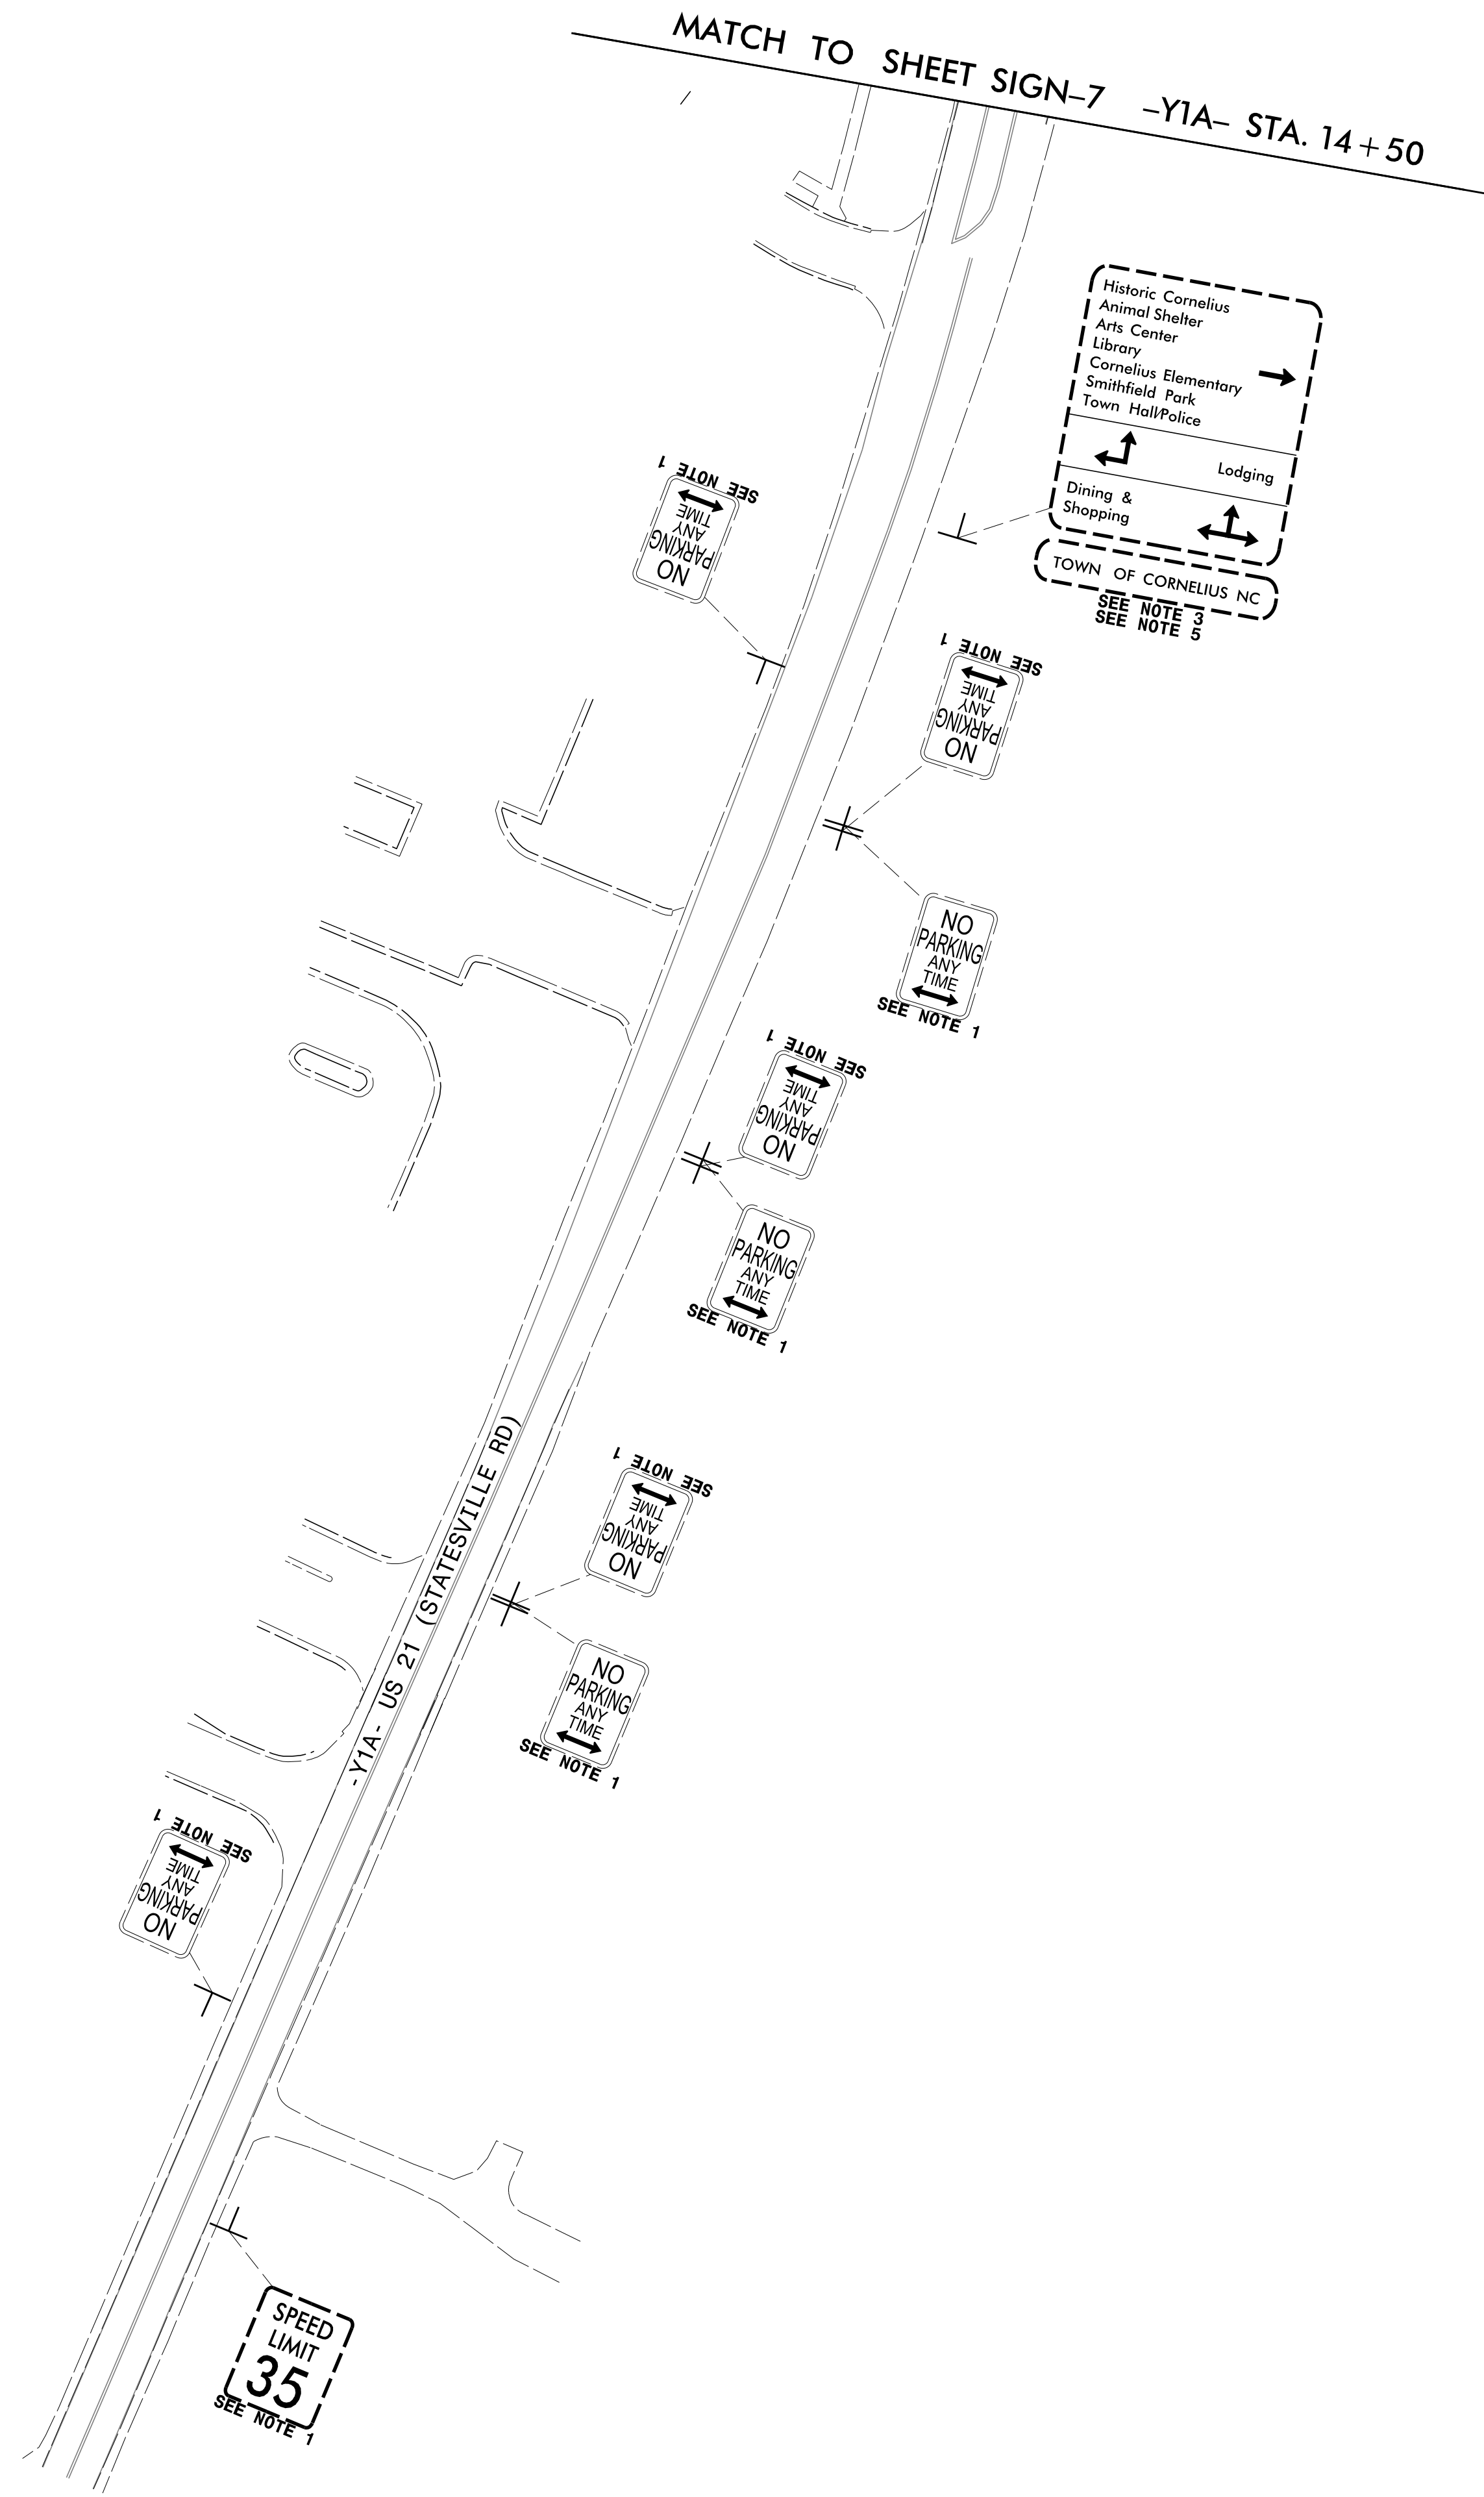 MATCH TO SHEET SIGN-7 -Y1A- STA. 14+50
Historic Cornelius
Animal Shelter
Arts Center
Library
Cornelius Elementary
Smithfield Park
Town Hall/Police
Lodging
Dining &
Shopping
TOWN OF CORNELIUS NC
SEE NOTE 3
SEE NOTE 5
NO
PARKING
ANY
TIME
SEE NOTE 1
NO
PARKING
ANY
TIME
SEE NOTE 1
NO
PARKING
ANY
TIME
SEE NOTE 1
NO
PARKING
ANY
TIME
SEE NOTE 1
NO
PARKING
ANY
TIME
SEE NOTE 1
NO
PARKING
ANY
TIME
SEE NOTE 1
NO
PARKING
ANY
TIME
SEE NOTE 1
-Y1A- US 21 (STATESVILLE RD)
NO
PARKING
ANY
TIME
SEE NOTE 1
SPEED
LIMIT
35
SEE NOTE 1